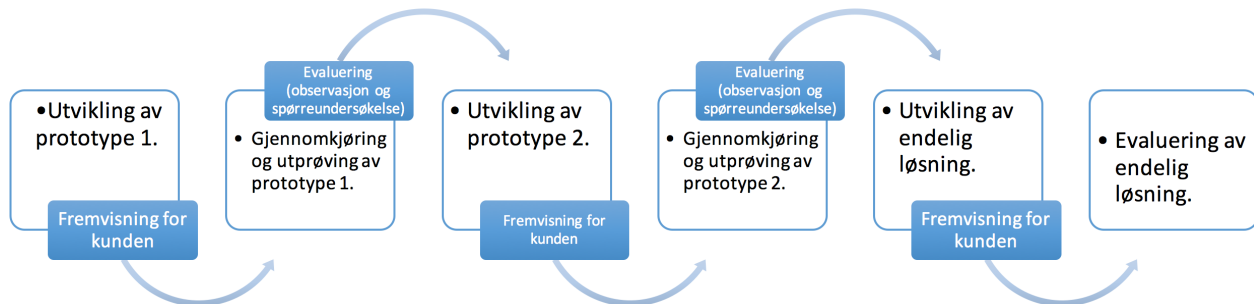 •Utvikling av
prototype 1.
Fremvisning for
kunden
Evaluering
(observasjon og
spørreundersøkelse)
• Gjennomkjøring
og utprøving av
prototype 1.
• Utvikling av
prototype 2.
Fremvisning for
kunden
Evaluering
(observasjon og
spørreundersøkelse)
• Gjennomkjøring
og utprøving av
prototype 2.
• Utvikling av
endelig
løsning.
Fremvisning for
kunden
• Evaluering av
endelig
løsning.